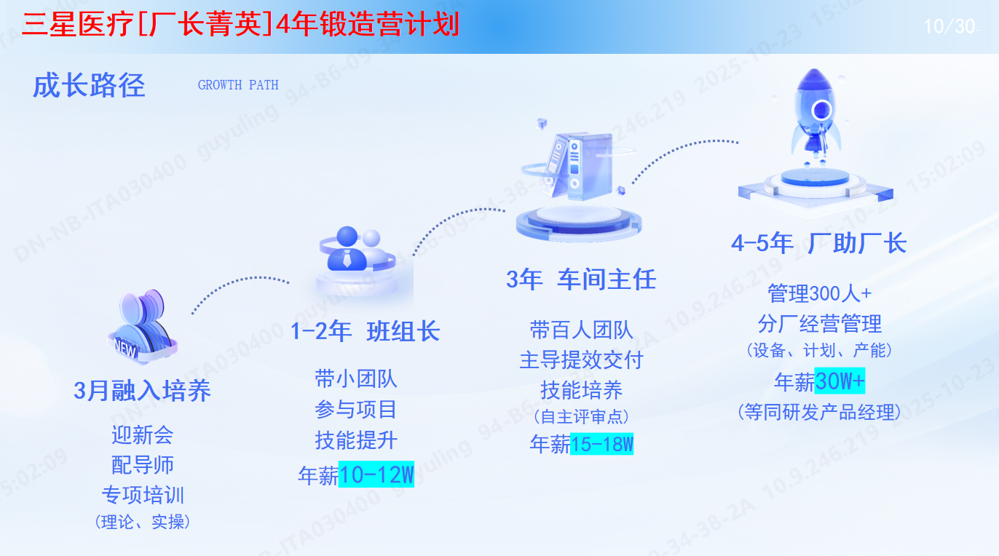 三星医疗[厂长菁英]4年锻造营计划
10/30
成长路径
GROWTH PATH
NEW
3月融入培养
迎新会
配导师
专项培训
(理论、实操)
1-2年 班组长
带小团队
参与项目
技能提升
年薪10-12W
3年 车间主任
带百人团队
主导提效交付
技能培养
(自主评审点)
年薪15-18W
4-5年 厂助厂长
管理300人+
分厂经营管理
(设备、计划、产能)
年薪30W+
(等同研发产品经理)
DN-NB-ITA030400 guyuling 94-B6-09-34-38-2A 10.9.246.219 2025-10-23 15:02:09